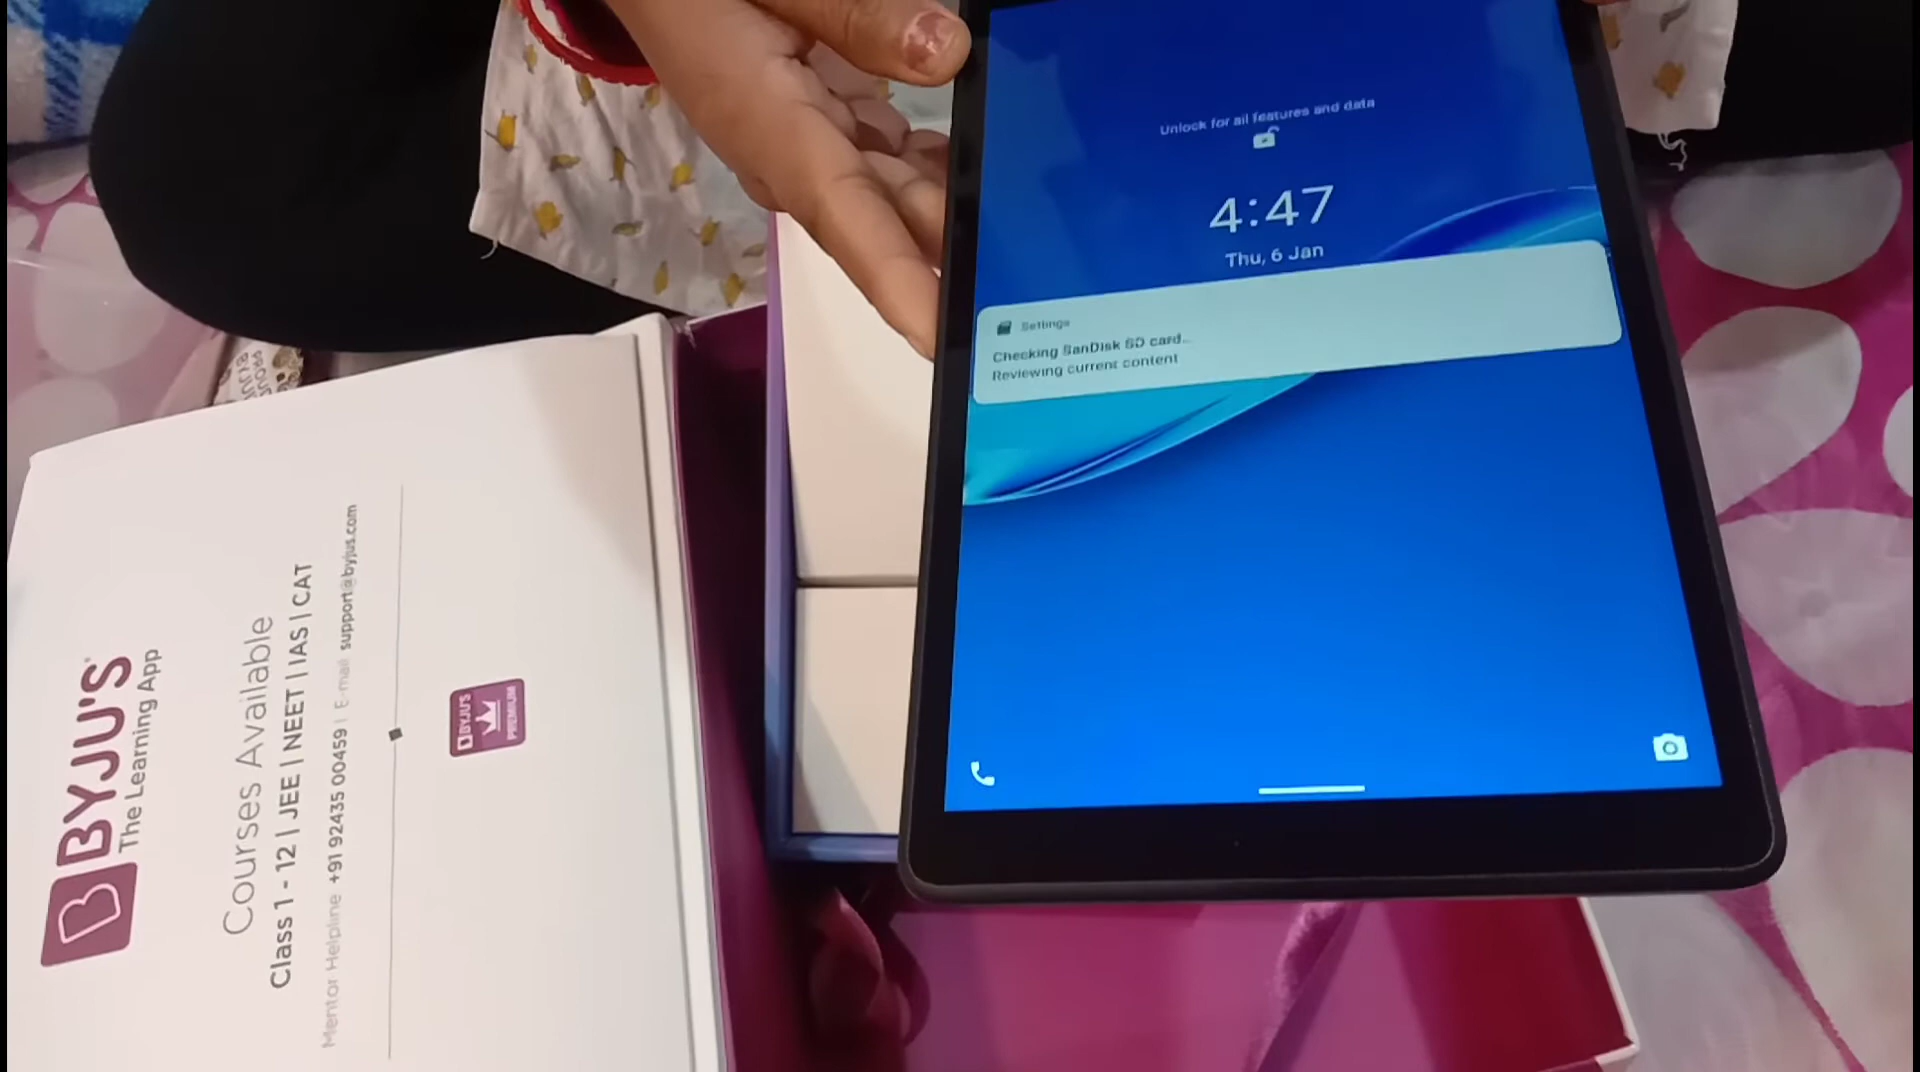 BYJU'S
The Learning App
Courses Available
Class 1 - 12 | JEE | NEET | IAS | CAT
Mentor Helpline +91 92435 00459 | E-mail support@byjus.com
BYJU'S
PREMIUM
Unlock for all features and data
4:47
Thu, 6 Jan
Settings
Checking SanDisk SD card...
Reviewing current content